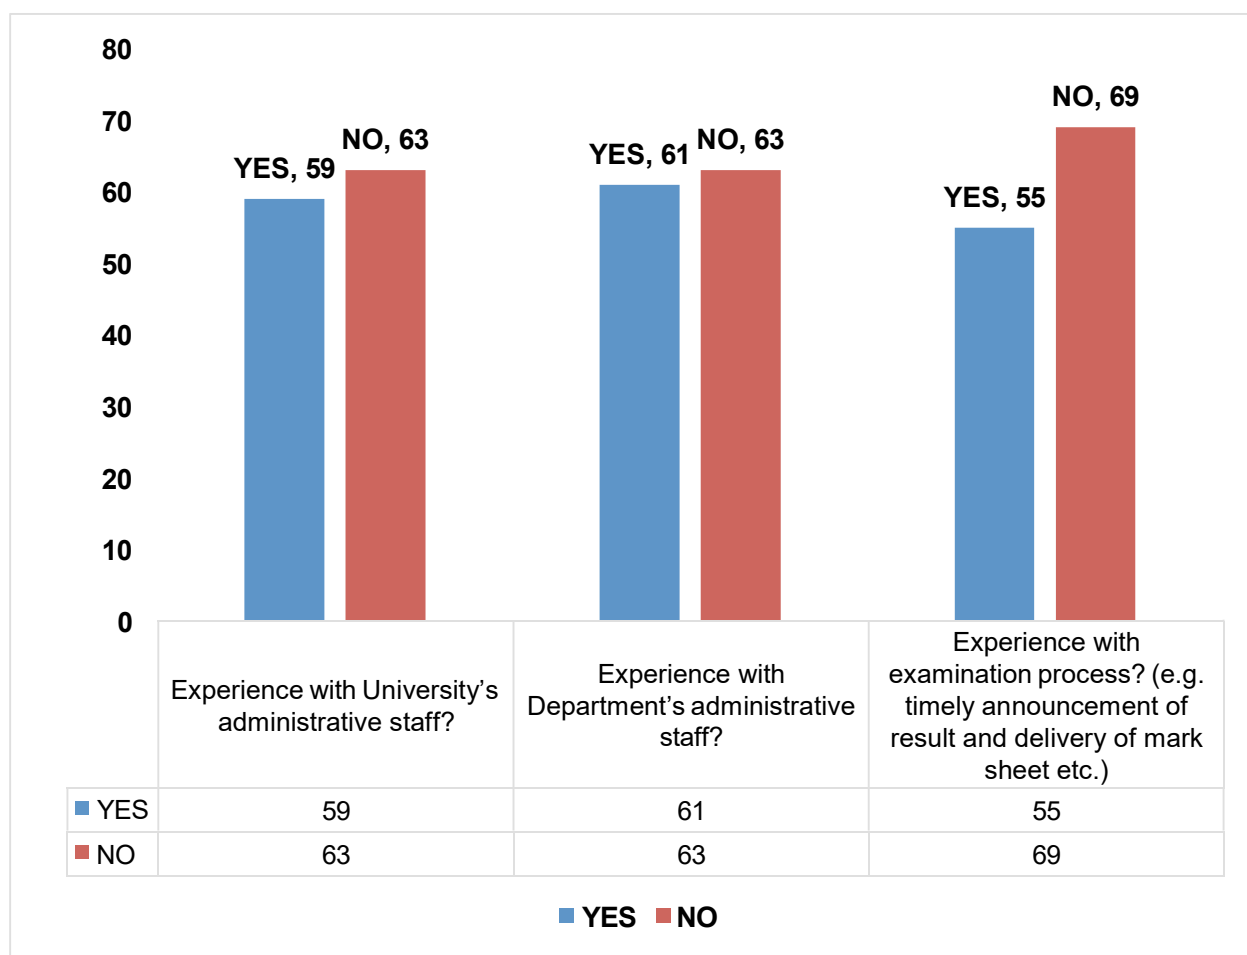 80
70
60
50
40
30
20
10
0
YES, 59
NO, 63
YES, 61
NO, 63
YES, 55
NO, 69
Experience with University’s
administrative staff?
Experience with
Department’s administrative
staff?
Experience with
examination process? (e.g.
timely announcement of
result and delivery of mark
sheet etc.)
YES 59 61 55
NO 63 63 69
YES NO